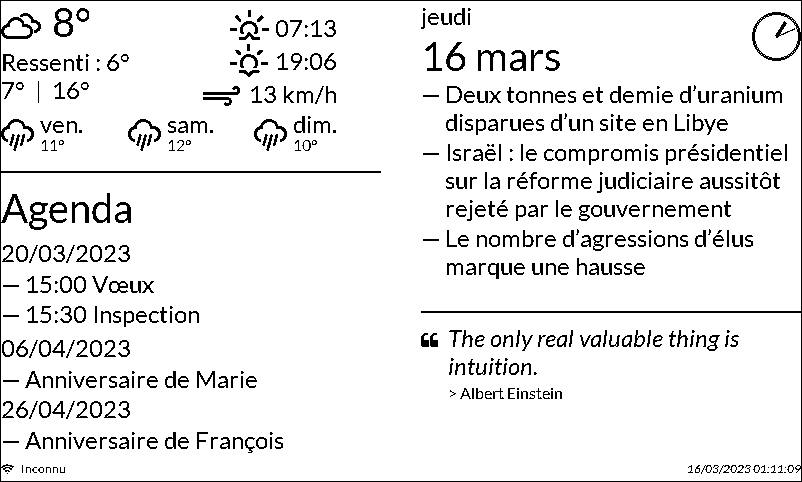 8°
07:13
Ressenti : 6°
19:06
7° | 16°
13 km/h
ven.
11°
sam.
12°
dim.
10°
Agenda
20/03/2023
— 15:00 Vœux
— 15:30 Inspection
06/04/2023
— Anniversaire de Marie
26/04/2023
— Anniversaire de François
Inconnu
jeudi
16 mars
— Deux tonnes et demie d’uranium
disparues d’un site en Libye
— Israël : le compromis présidentiel
sur la réforme judiciaire aussitôt
rejeté par le gouvernement
— Le nombre d’agressions d’élus
marque une hausse
❝ The only real valuable thing is
intuition.
> Albert Einstein
16/03/2023 01:11:09